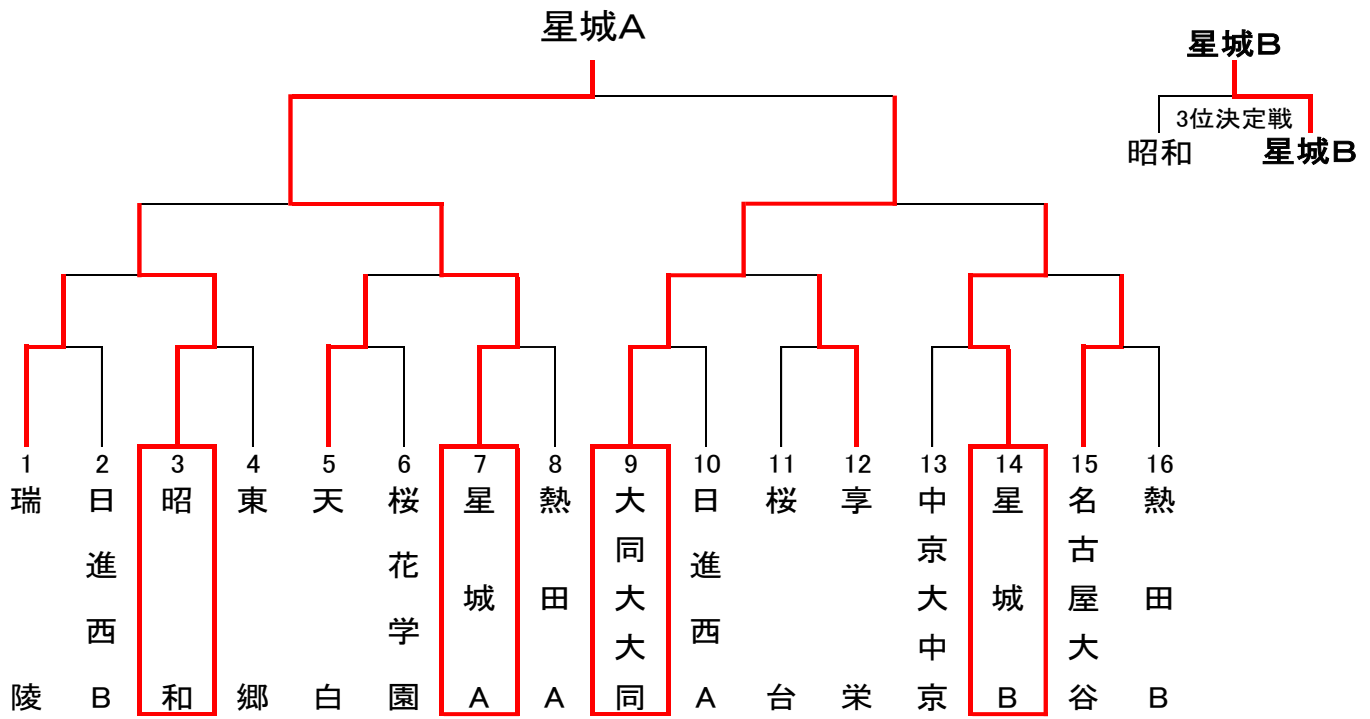 星城A
星城B
3位決定戦
昭和
星城B
1 瑞陵
2 日進西B
3 昭和
4 東郷
5 天白
6 桜花学園
7 星城A
8 熱田A
9 大同大大同
10 日進西A
11 桜台
12 享栄
13 中京大中京
14 星城B
15 名古屋大谷
16 熱田B